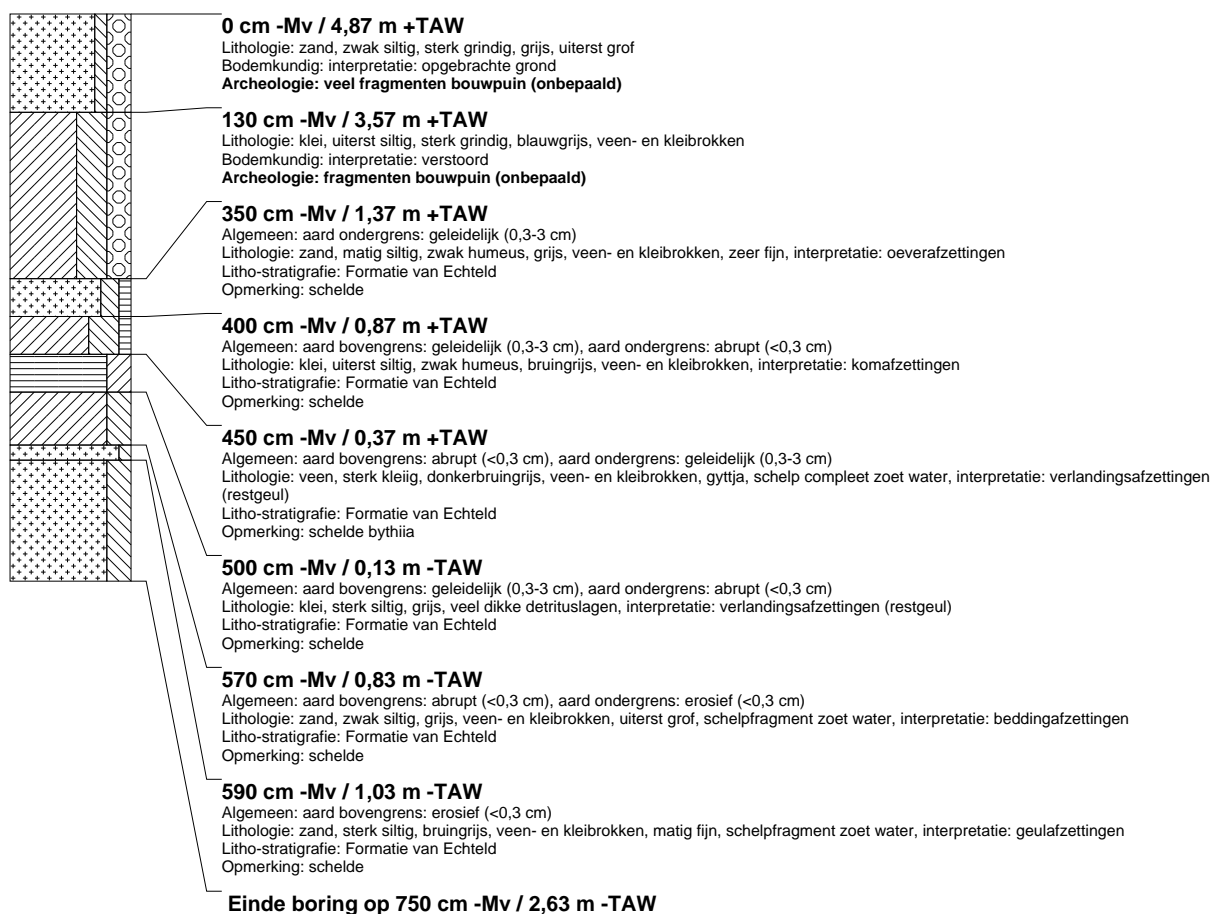 0 cm -Mv / 4,87 m +TAW
Lithologie: zand, zwak siltig, sterk grindig, grijs, uiterst grof
Bodemkundig: interpretatie: opgebrachte grond
Archeologie: veel fragmenten bouwpuin (onbepaald)
130 cm -Mv / 3,57 m +TAW
Lithologie: klei, uiterst siltig, sterk grindig, blauwgrijs, veen- en kleibrokken
Bodemkundig: interpretatie: verstoord
Archeologie: fragmenten bouwpuin (onbepaald)
350 cm -Mv / 1,37 m +TAW
Algemeen: aard ondergrens: geleidelijk (0,3-3 cm)
Lithologie: zand, matig siltig, zwak humeus, grijs, veen- en kleibrokken, zeer fijn, interpretatie: oeverafzettingen
Litho-stratigrafie: Formatie van Echteld
Opmerking: schelde
400 cm -Mv / 0,87 m +TAW
Algemeen: aard bovengrens: geleidelijk (0,3-3 cm), aard ondergrens: abrupt (<0,3 cm)
Lithologie: klei, uiterst siltig, zwak humeus, bruingrijs, veen- en kleibrokken, interpretatie: komafzettingen
Litho-stratigrafie: Formatie van Echteld
Opmerking: schelde
450 cm -Mv / 0,37 m +TAW
Algemeen: aard bovengrens: abrupt (<0,3 cm), aard ondergrens: geleidelijk (0,3-3 cm)
Lithologie: veen, sterk kleiig, donkerbruingrijs, veen- en kleibrokken, gyttja, schelp compleet zoet water, interpretatie: verlandingsafzettingen
(restgeul)
Litho-stratigrafie: Formatie van Echteld
Opmerking: schelde bythiia
500 cm -Mv / 0,13 m -TAW
Algemeen: aard bovengrens: geleidelijk (0,3-3 cm), aard ondergrens: abrupt (<0,3 cm)
Lithologie: klei, sterk siltig, grijs, veel dikke detrituslagen, interpretatie: verlandingsafzettingen (restgeul)
Litho-stratigrafie: Formatie van Echteld
Opmerking: schelde
570 cm -Mv / 0,83 m -TAW
Algemeen: aard bovengrens: abrupt (<0,3 cm), aard ondergrens: erosief (<0,3 cm)
Lithologie: zand, zwak siltig, grijs, veen- en kleibrokken, uiterst grof, schelpfragment zoet water, interpretatie: beddingafzettingen
Litho-stratigrafie: Formatie van Echteld
Opmerking: schelde
590 cm -Mv / 1,03 m -TAW
Algemeen: aard bovengrens: erosief (<0,3 cm)
Lithologie: zand, sterk siltig, bruingrijs, veen- en kleibrokken, matig fijn, schelpfragment zoet water, interpretatie: geulafzettingen
Litho-stratigrafie: Formatie van Echteld
Opmerking: schelde
Einde boring op 750 cm -Mv / 2,63 m -TAW